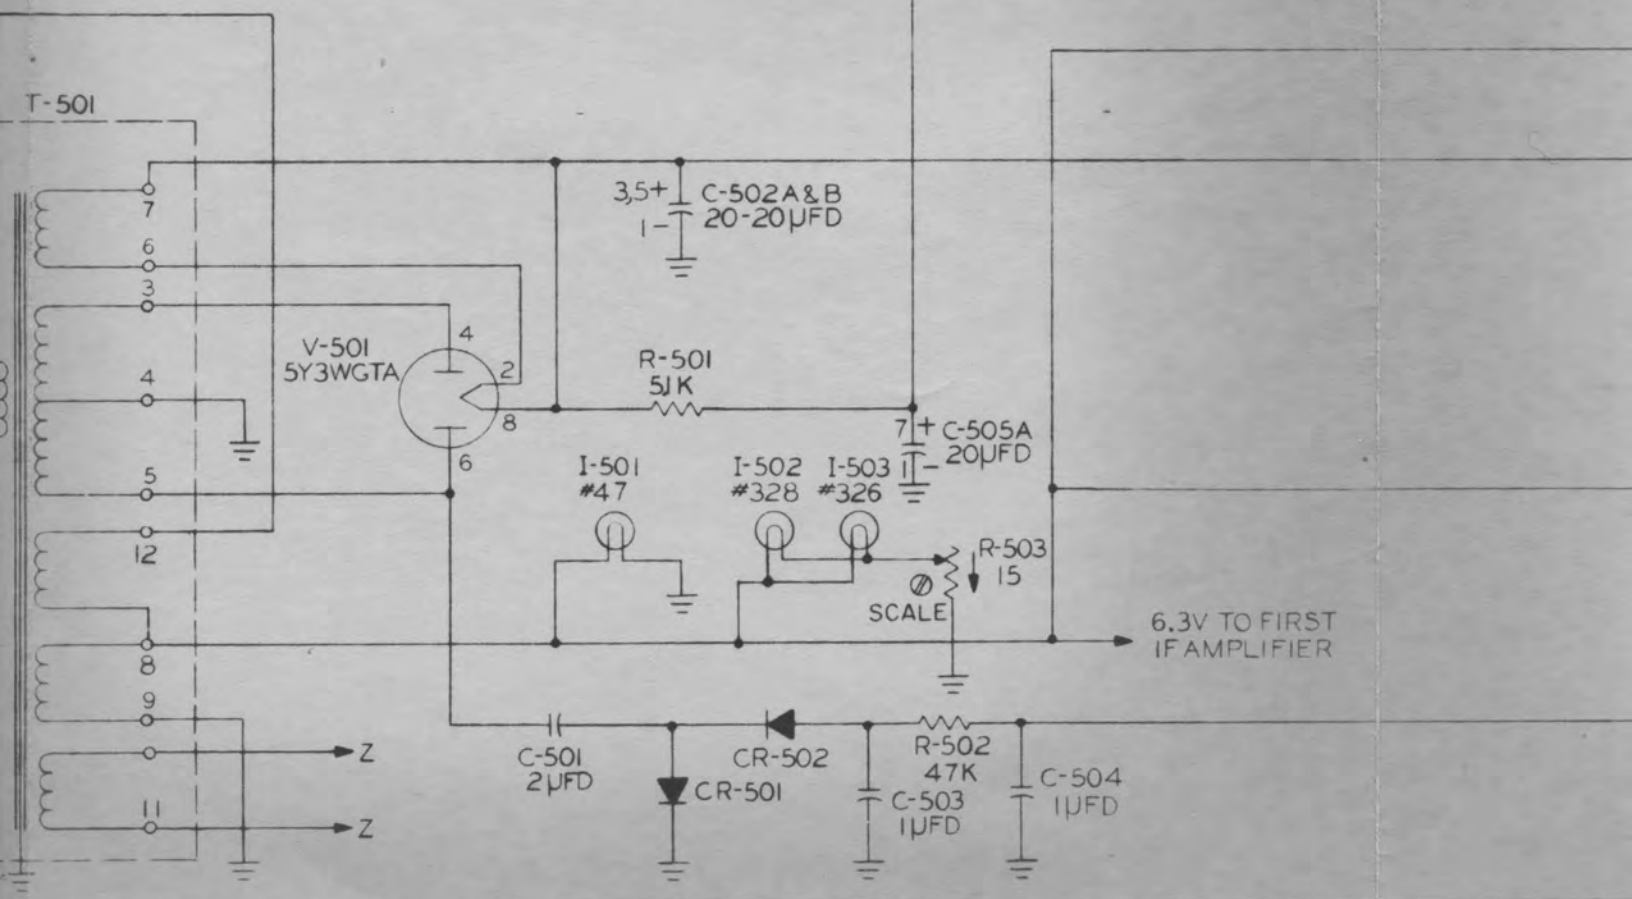 T-501
7
6
3
4
5
12
8
9
11
3,5+
1-
C-502A&B
20-20µFD
V-501
5Y3WGTA
4
2
8
6
R-501
5.1K
7 +
1 -
C-505A
20µFD
I-501
#47
I-502
#328
I-503
#326
R-503
15
SCALE
6.3V TO FIRST
IF AMPLIFIER
Z
Z
C-501
2µFD
CR-501
CR-502
R-502
47K
C-503
1µFD
C-504
1µFD